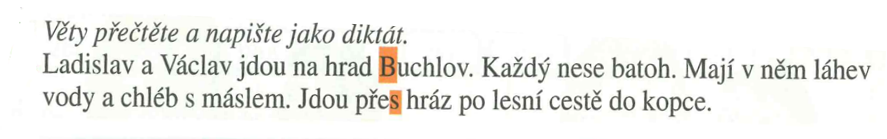 Věty přečtěte a napište jako diktát.
Ladislav a Václav jdou na hrad Buchlov. Každý nese batoh. Mají v něm láhev
vody a chléb s máslem. Jdou přes hráz po lesní cestě do kopce.